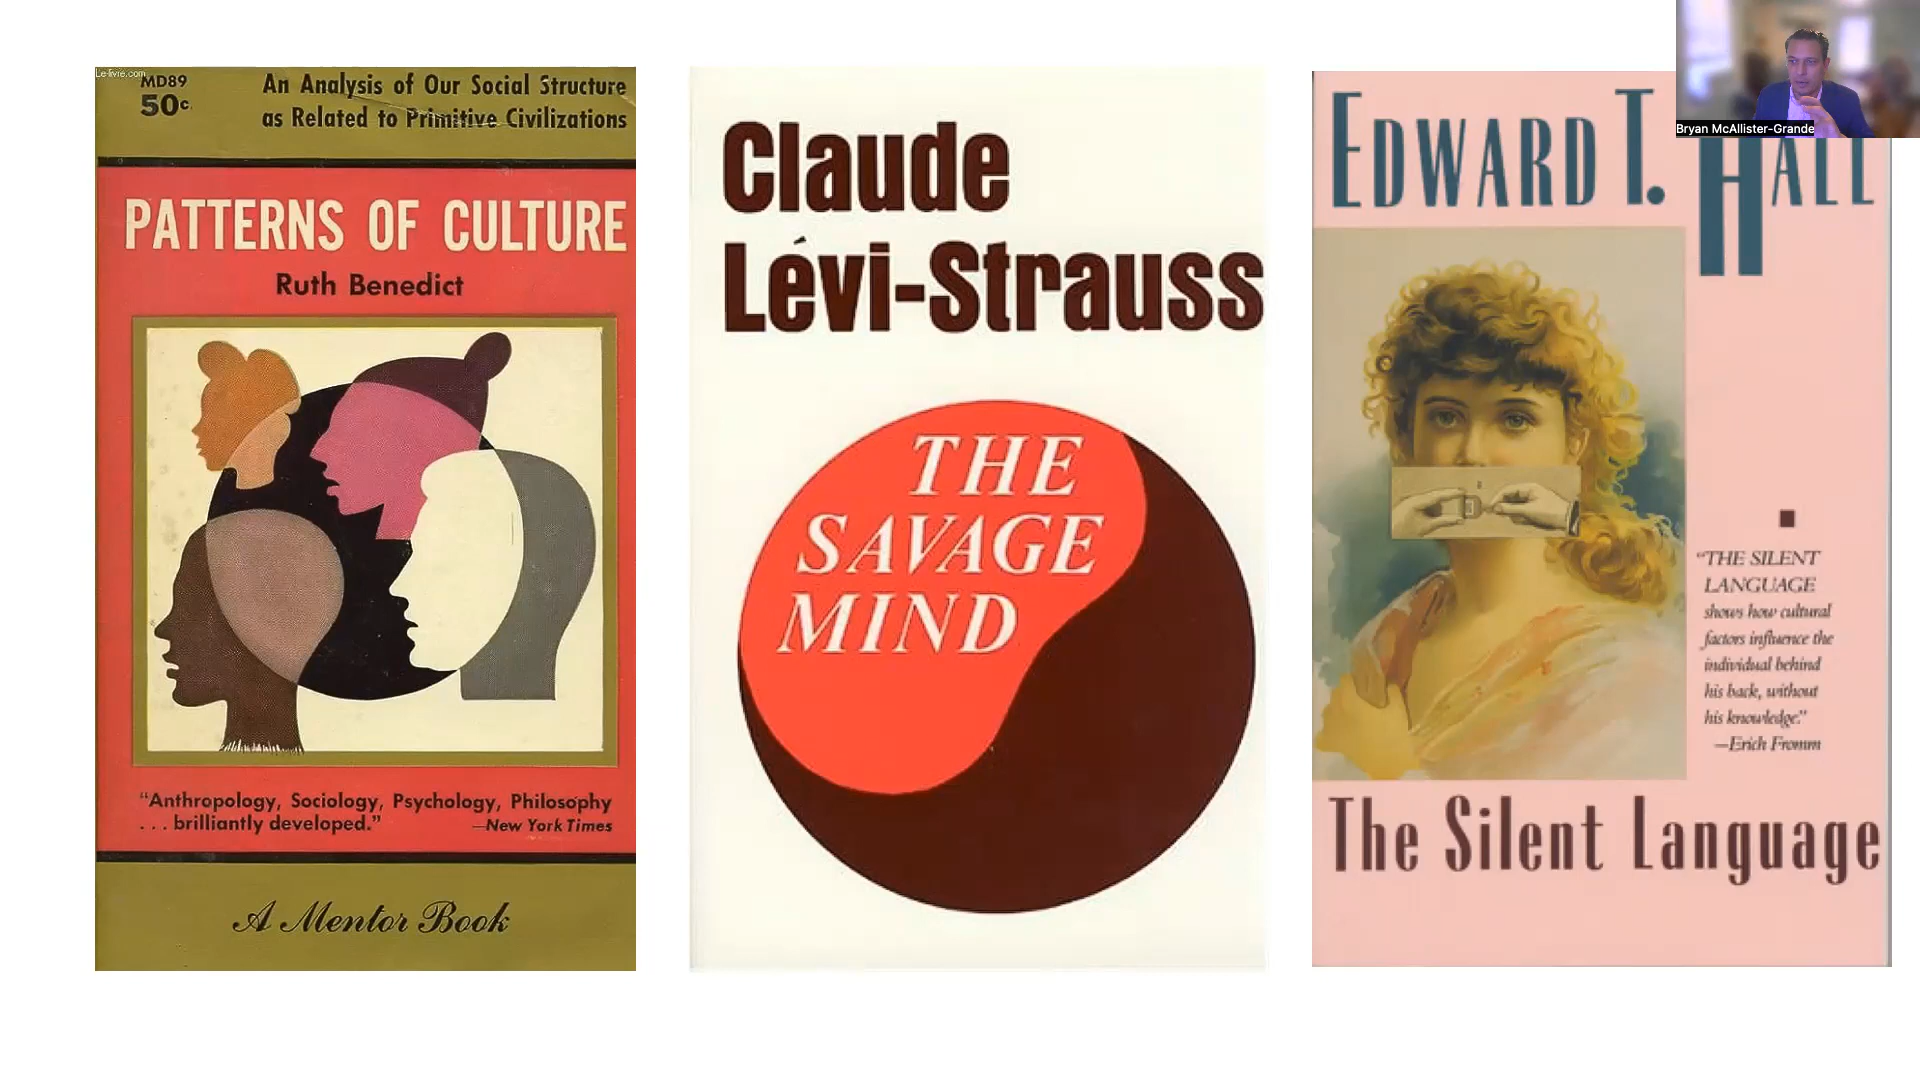 Le-livre.com
MD89
50c.
An Analysis of Our Social Structure
as Related to Primitive Civilizations
PATTERNS OF CULTURE
Ruth Benedict
“Anthropology, Sociology, Psychology, Philosophy
. . . brilliantly developed.”
—New York Times
A Mentor Book
Claude
Lévi-Strauss
THE
SAVAGE
MIND
EDWARD T. HALL
“THE SILENT
LANGUAGE
shows how cultural
factors influence the
individual behind
his back, without
his knowledge.”
—Erich Fromm
The Silent Language
Bryan McAllister-Grande